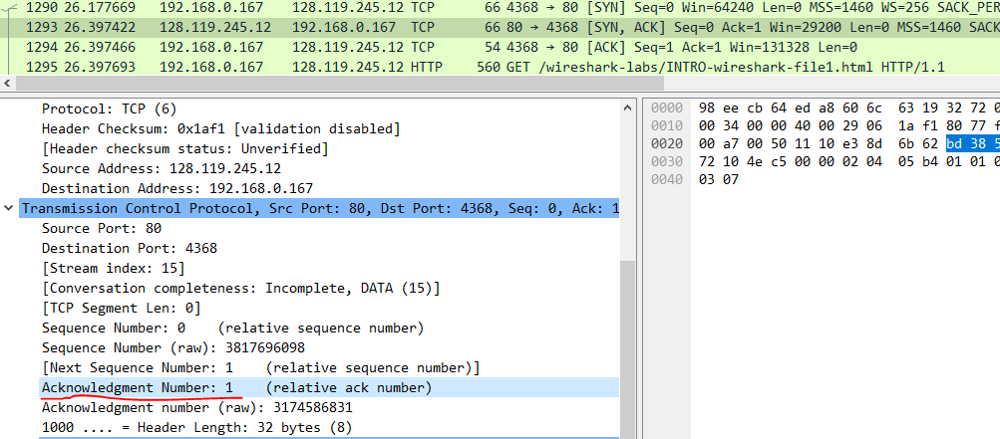 1290 26.177669 192.168.0.167 128.119.245.12 TCP 66 4368 → 80 [SYN] Seq=0 Win=64240 Len=0 MSS=1460 WS=256 SACK_PER
1293 26.397422 128.119.245.12 192.168.0.167 TCP 66 80 → 4368 [SYN, ACK] Seq=0 Ack=1 Win=29200 Len=0 MSS=1460 SACK
1294 26.397466 192.168.0.167 128.119.245.12 TCP 54 4368 → 80 [ACK] Seq=1 Ack=1 Win=131328 Len=0
1295 26.397693 192.168.0.167 128.119.245.12 HTTP 560 GET /wireshark-labs/INTRO-wireshark-file1.html HTTP/1.1
Protocol: TCP (6)
Header Checksum: 0x1af1 [validation disabled]
[Header checksum status: Unverified]
Source Address: 128.119.245.12
Destination Address: 192.168.0.167
Transmission Control Protocol, Src Port: 80, Dst Port: 4368, Seq: 0, Ack: 1
Source Port: 80
Destination Port: 4368
[Stream index: 15]
[Conversation completeness: Incomplete, DATA (15)]
[TCP Segment Len: 0]
Sequence Number: 0 (relative sequence number)
Sequence Number (raw): 3817696098
[Next Sequence Number: 1 (relative sequence number)]
Acknowledgment Number: 1 (relative ack number)
Acknowledgment number (raw): 3174586831
1000 .... = Header Length: 32 bytes (8)
0000 98 ee cb 64 ed a8 60 6c 63 19 32 72 0
0010 00 34 00 00 40 00 29 06 1a f1 80 77 f
0020 00 a7 00 50 11 10 e3 8d 6b 62 bd 38 5
0030 72 10 4e c5 00 00 02 04 05 b4 01 01 0
0040 03 07